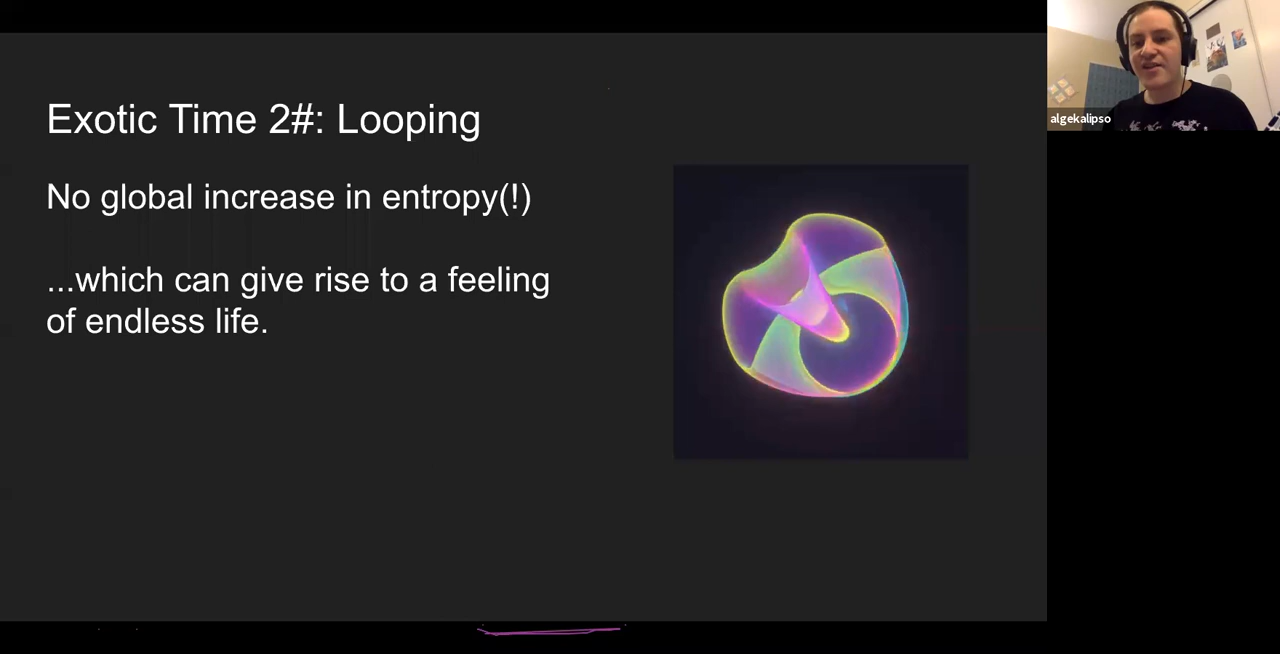 Exotic Time 2#: Looping
No global increase in entropy(!)
...which can give rise to a feeling
of endless life.
algekalipso